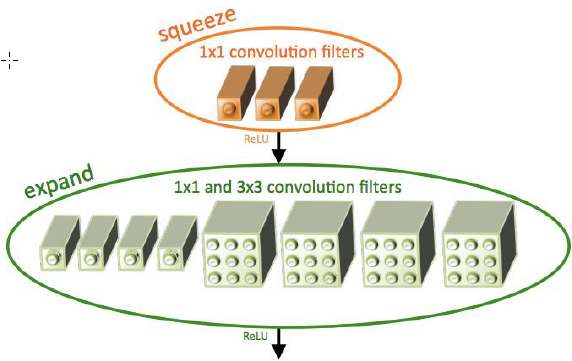 squeeze
1x1 convolution filters
ReLU
expand
1x1 and 3x3 convolution filters
ReLU